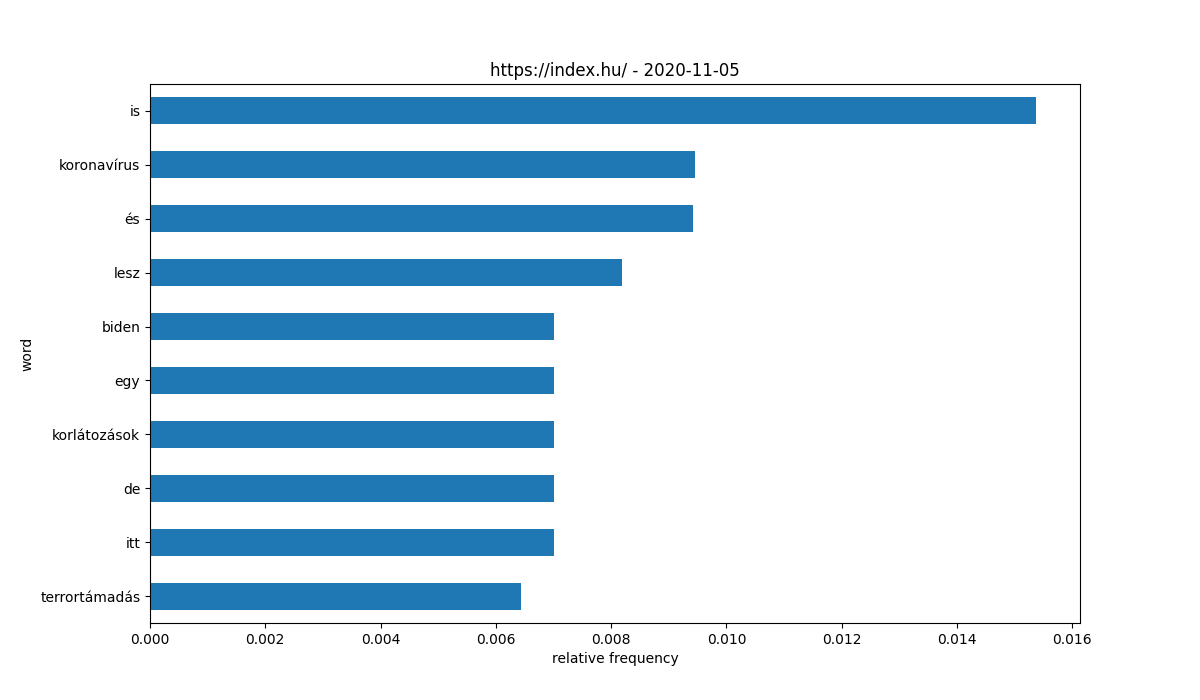 https://index.hu/ - 2020-11-05
is
koronavírus
és
lesz
biden
egy
korlátozások
de
itt
terrortámadás
word
0.000 0.002 0.004 0.006 0.008 0.010 0.012 0.014 0.016
relative frequency